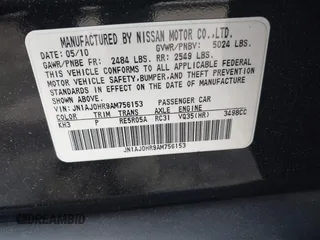 MANUFACTURED BY NISSAN MOTOR CO.,LTD.
DATE: 05/10 GVWR/PNBV: 5024 LBS.
GAWR/PNBE FR: 2484 LBS. RR: 2549 LBS.
THIS VEHICLE CONFORMS TO ALL APPLICABLE FEDERAL
MOTOR VEHICLE SAFETY,BUMPER,AND THEFT PREVENTION
STANDARDS IN EFFECT ON THE DATE OF MANUFACTURE
SHOWN ABOVE.
VIN:JN1AJ0HR9AM756153 PASSENGER CAR
COLOR TRIM TRANS AXLE ENGINE
KH3 P RE5R05A RC31 VQ35(HR) 3498CC
JN1AJ0HR9AM756153
DREAMBID